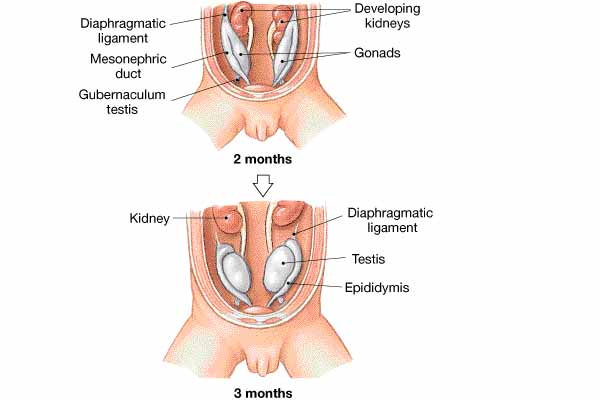 Diaphragmatic
ligament
Mesonephric
duct
Gubernaculum
testis
Developing
kidneys
Gonads
2 months
Kidney
Diaphragmatic
ligament
Testis
Epididymis
3 months